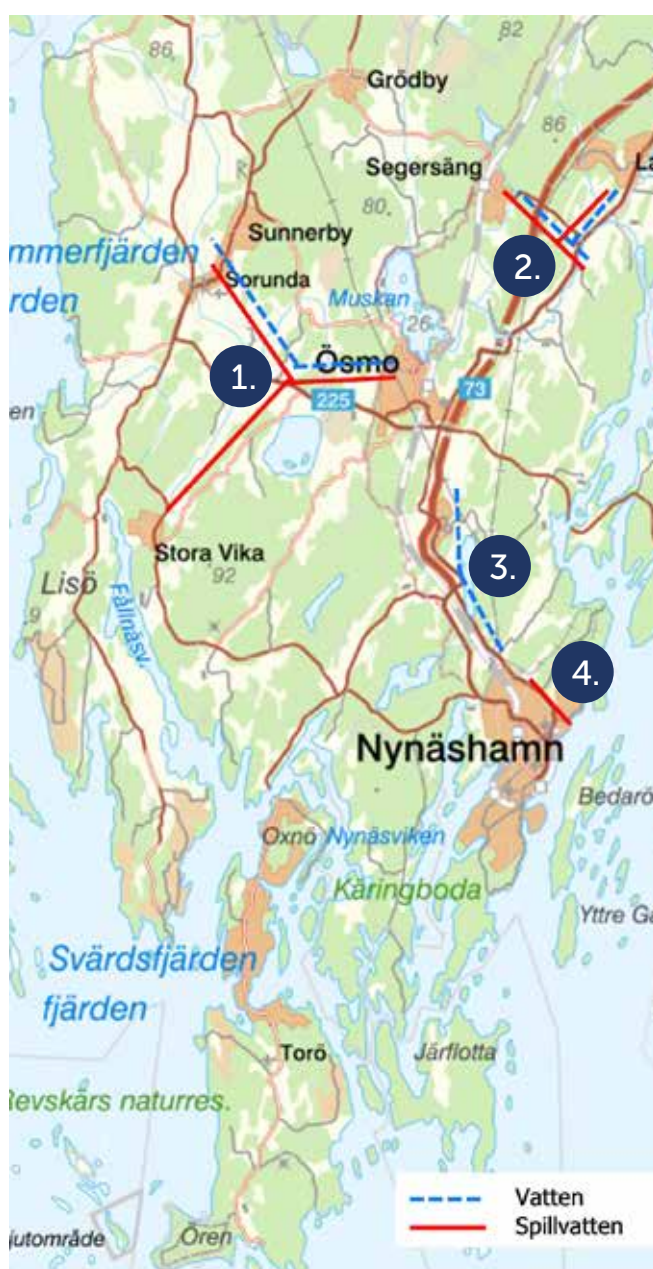 86
82
Grödby
86
Segersäng
La
80
Sunnerby
mmerfjärden
rden
Sorunda
2.
Muskan
26
1.
Ösmo
73
225
en
Stora Vika
92
3.
Lisö
Fållnäsv.
9
4.
Nynäshamn
Bedarö
Oxnö
Nynäsviken
Käringboda
Yttre Ga
Svärdsfjärden
fjärden
Torö
Järflotta
Revskärs naturres.
Vatten
Spillvatten
jutområde
Ören